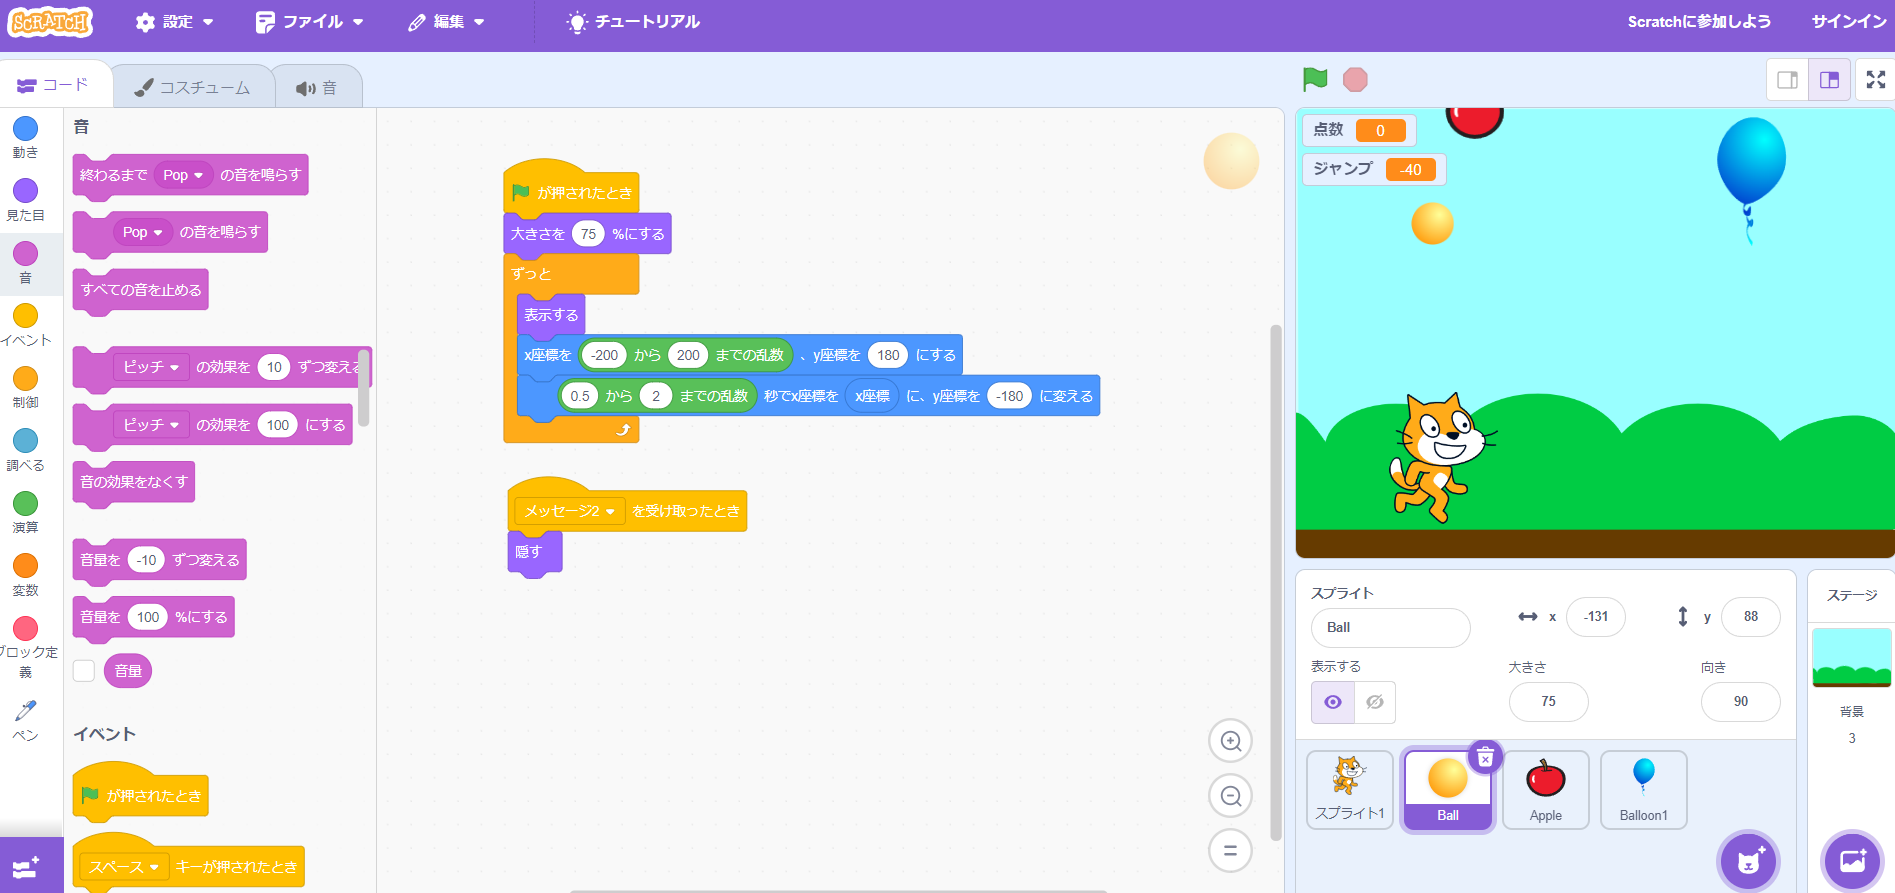 SCRATCH 設定 ファイル 編集 チュートリアル Scratchに参加しよう サインイン
コード コスチューム 音
動き
見た目
音
イベント
制御
調べる
演算
変数
ブロック定
義
ペン
音
終わるまで Pop の音を鳴らす
Pop の音を鳴らす
すべての音を止める
ピッチ の効果を 10 ずつ変える
ピッチ の効果を 100 にする
音の効果をなくす
音量を -10 ずつ変える
音量を 100 %にする
音量
イベント
が押されたとき
スペース キーが押されたとき
が押されたとき
大きさを 75 %にする
ずっと
表示する
x座標を -200 から 200 までの乱数 、y座標を 180 にする
0.5 から 2 までの乱数 秒でx座標を x座標 に、y座標を -180 に変える
メッセージ2 を受け取ったとき
隠す
点数 0
ジャンプ -40
スプライト
Ball x -131 y 88
表示する 大きさ 向き
75 90
スプライト1 Ball Apple Balloon1
ステージ
背景
3